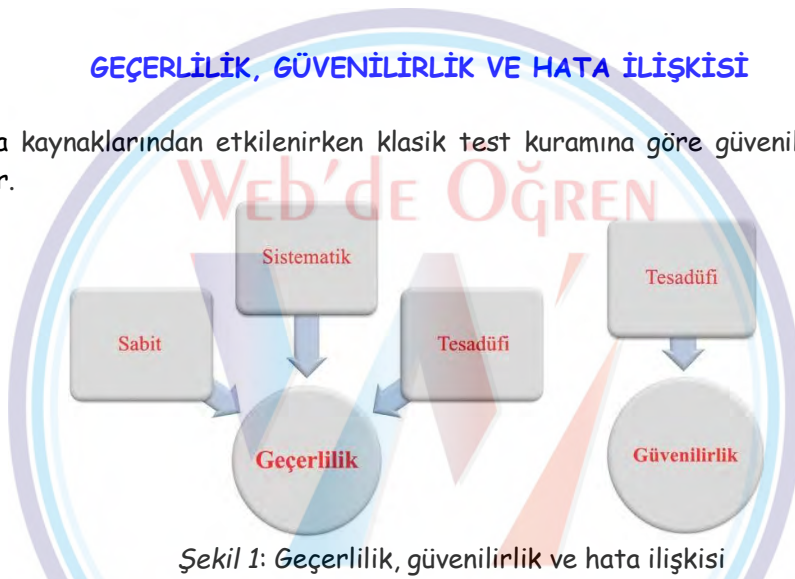 GEÇERLİLİK, GÜVENİLİRLİK VE HATA İLİŞKİSİ
kaynaklarından etkilenirken klasik test kuramına göre
Web'de Öğren
Sistematik
Tesadüfi
Sabit
Tesadüfi
Geçerlilik
Güvenilirlik
Şekil 1: Geçerlilik, güvenilirlik ve hata ilişkisi